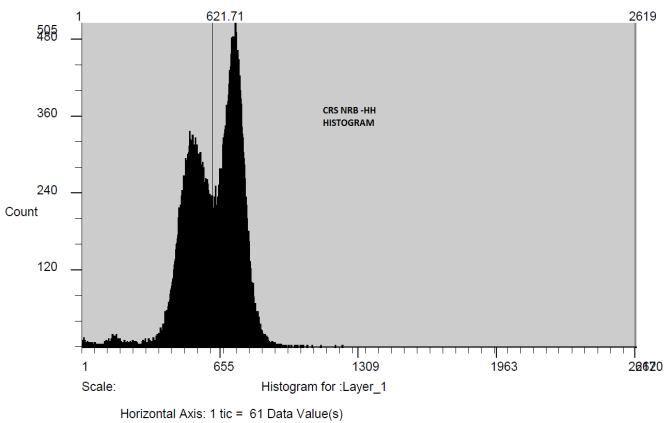 1 621.71 2619
505
480
CRS NRB -HH
HISTOGRAM
360
240
Count
120
1 655 1309 1963 2620
Scale: Histogram for :Layer_1
Horizontal Axis: 1 tic = 61 Data Value(s)